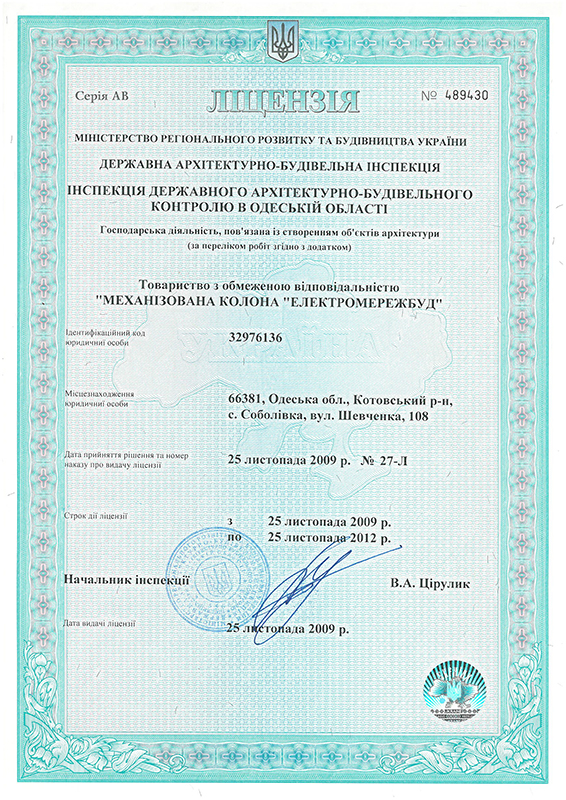 Серія АВ
ЛІЦЕНЗІЯ
№ 489430
МІНІСТЕРСТВО РЕГІОНАЛЬНОГО РОЗВИТКУ ТА БУДІВНИЦТВА УКРАЇНИ
ДЕРЖАВНА АРХІТЕКТУРНО-БУДІВЕЛЬНА ІНСПЕКЦІЯ
ІНСПЕКЦІЯ ДЕРЖАВНОГО АРХІТЕКТУРНО-БУДІВЕЛЬНОГО
КОНТРОЛЮ В ОДЕСЬКІЙ ОБЛАСТІ
Господарська діяльність, пов'язана із створенням об'єктів архітектури
(за переліком робіт згідно з додатком)
Товариство з обмеженою відповідальністю
"МЕХАНІЗОВАНА КОЛОНА "ЕЛЕКТРОМЕРЕЖБУД"
УКРАЇНА
Ідентифікаційний код
юридичної особи
32976136
Місцезнаходження
юридичної особи
66381, Одеська обл., Котовський р-н,
с. Соболівка, вул. Шевченка, 108
Дата прийняття рішення та номер
наказу про видачу ліцензії
25 листопада 2009 р. № 27-Л
Строк дії ліцензії
з 25 листопада 2009 р.
по 25 листопада 2012 р.
Начальник інспекції
В.А. Цірулик
Дата видачі ліцензії
25 листопада 2009 р.